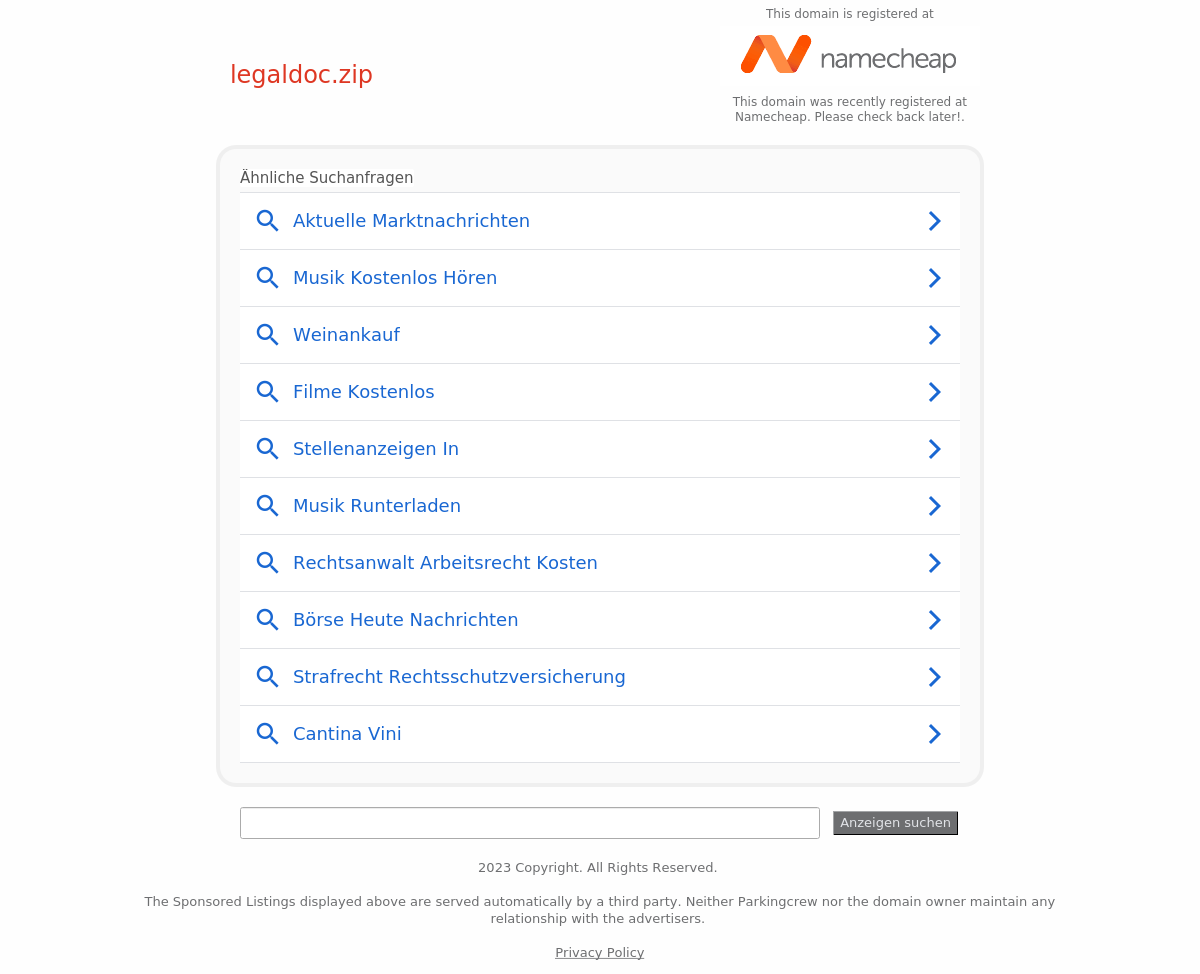 This domain is registered at
namecheap
legaldoc.zip
This domain was recently registered at
Namecheap. Please check back later!.
Ähnliche Suchanfragen
Aktuelle Marktnachrichten
Musik Kostenlos Hören
Weinankauf
Filme Kostenlos
Stellenanzeigen In
Musik Runterladen
Rechtsanwalt Arbeitsrecht Kosten
Börse Heute Nachrichten
Strafrecht Rechtsschutzversicherung
Cantina Vini
Anzeigen suchen
2023 Copyright. All Rights Reserved.
The Sponsored Listings displayed above are served automatically by a third party. Neither Parkingcrew nor the domain owner maintain any
relationship with the advertisers.
Privacy Policy